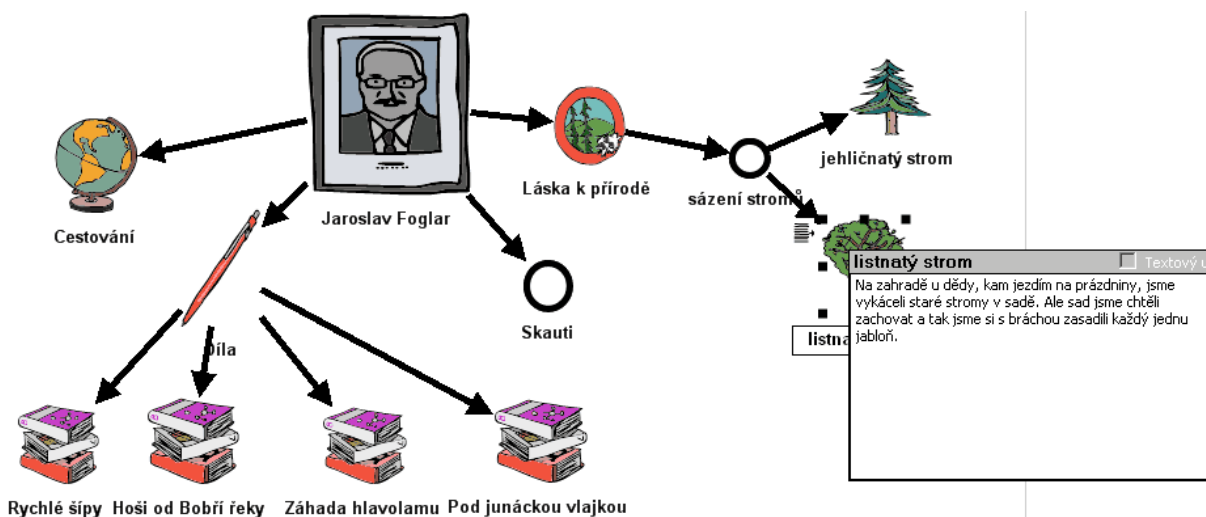 Jaroslav Foglar
Cestování
Láska k přírodě
sázení stromů
jehličnatý strom
Skauti
Díla
listnatý strom
Textový u
Na zahradě u dědy, kam jezdím na prázdniny, jsme
vykáceli staré stromy v sadě. Ale sad jsme chtěli
zachovat a tak jsme si s bráchou zasadili každý jednu
jabloň.
listna
Rychlé šípy
Hoši od Bobří řeky
Záhada hlavolamu
Pod junáckou vlajkou